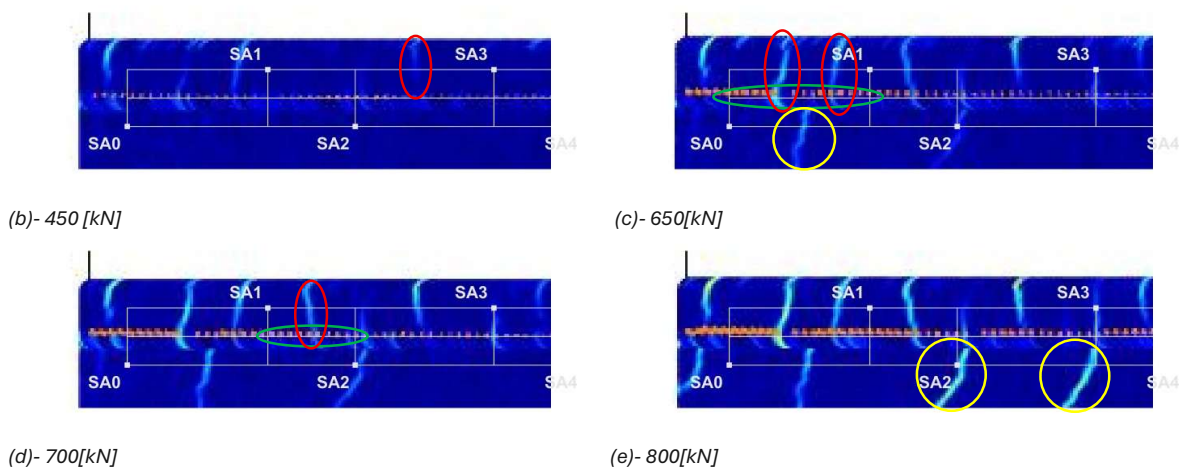 SA1 SA3
SA0 SA2 SA4
SA1 SA3
SA0 SA2 SA4
(b)- 450 [kN]
(c)- 650[kN]
SA1 SA3
SA0 SA2 SA4
SA1 SA3
SA0 SA2 SA4
(d)- 700[kN]
(e)- 800[kN]